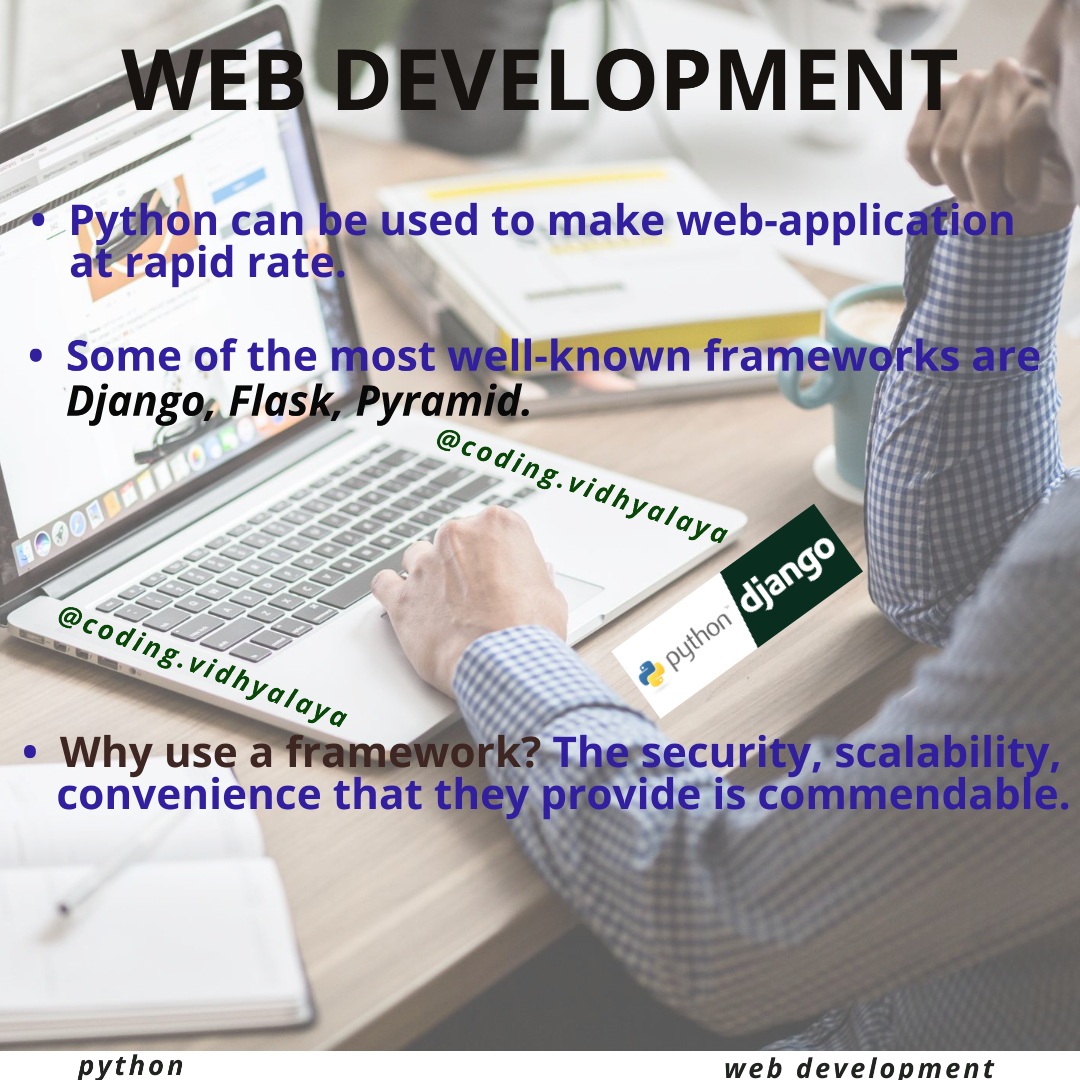 WEB DEVELOPMENT
• Python can be used to make web-application
at rapid rate.
• Some of the most well-known frameworks are
Django, Flask, Pyramid.
@coding.vidhyalaya
django
python™
@coding.vidhyalaya
• Why use a framework? The security, scalability,
convenience that they provide is commendable.
python
web development